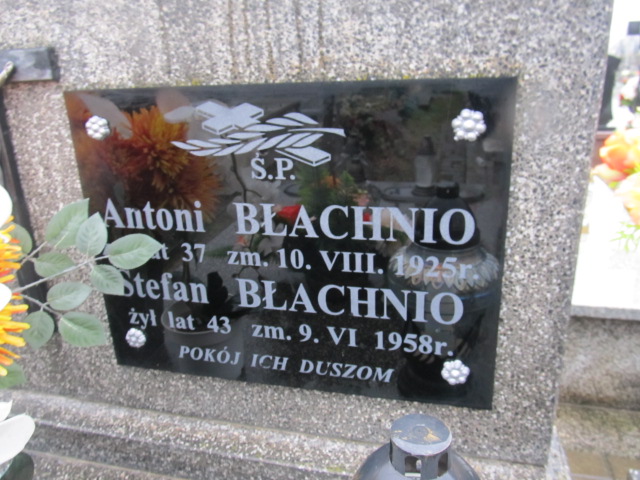 Ś.P.
Antoni BŁACHNIO
lat 37 zm. 10. VIII. 1925r.
Stefan BŁACHNIO
żył lat 43 zm. 9. VI 1958r.
POKÓJ ICH DUSZOM